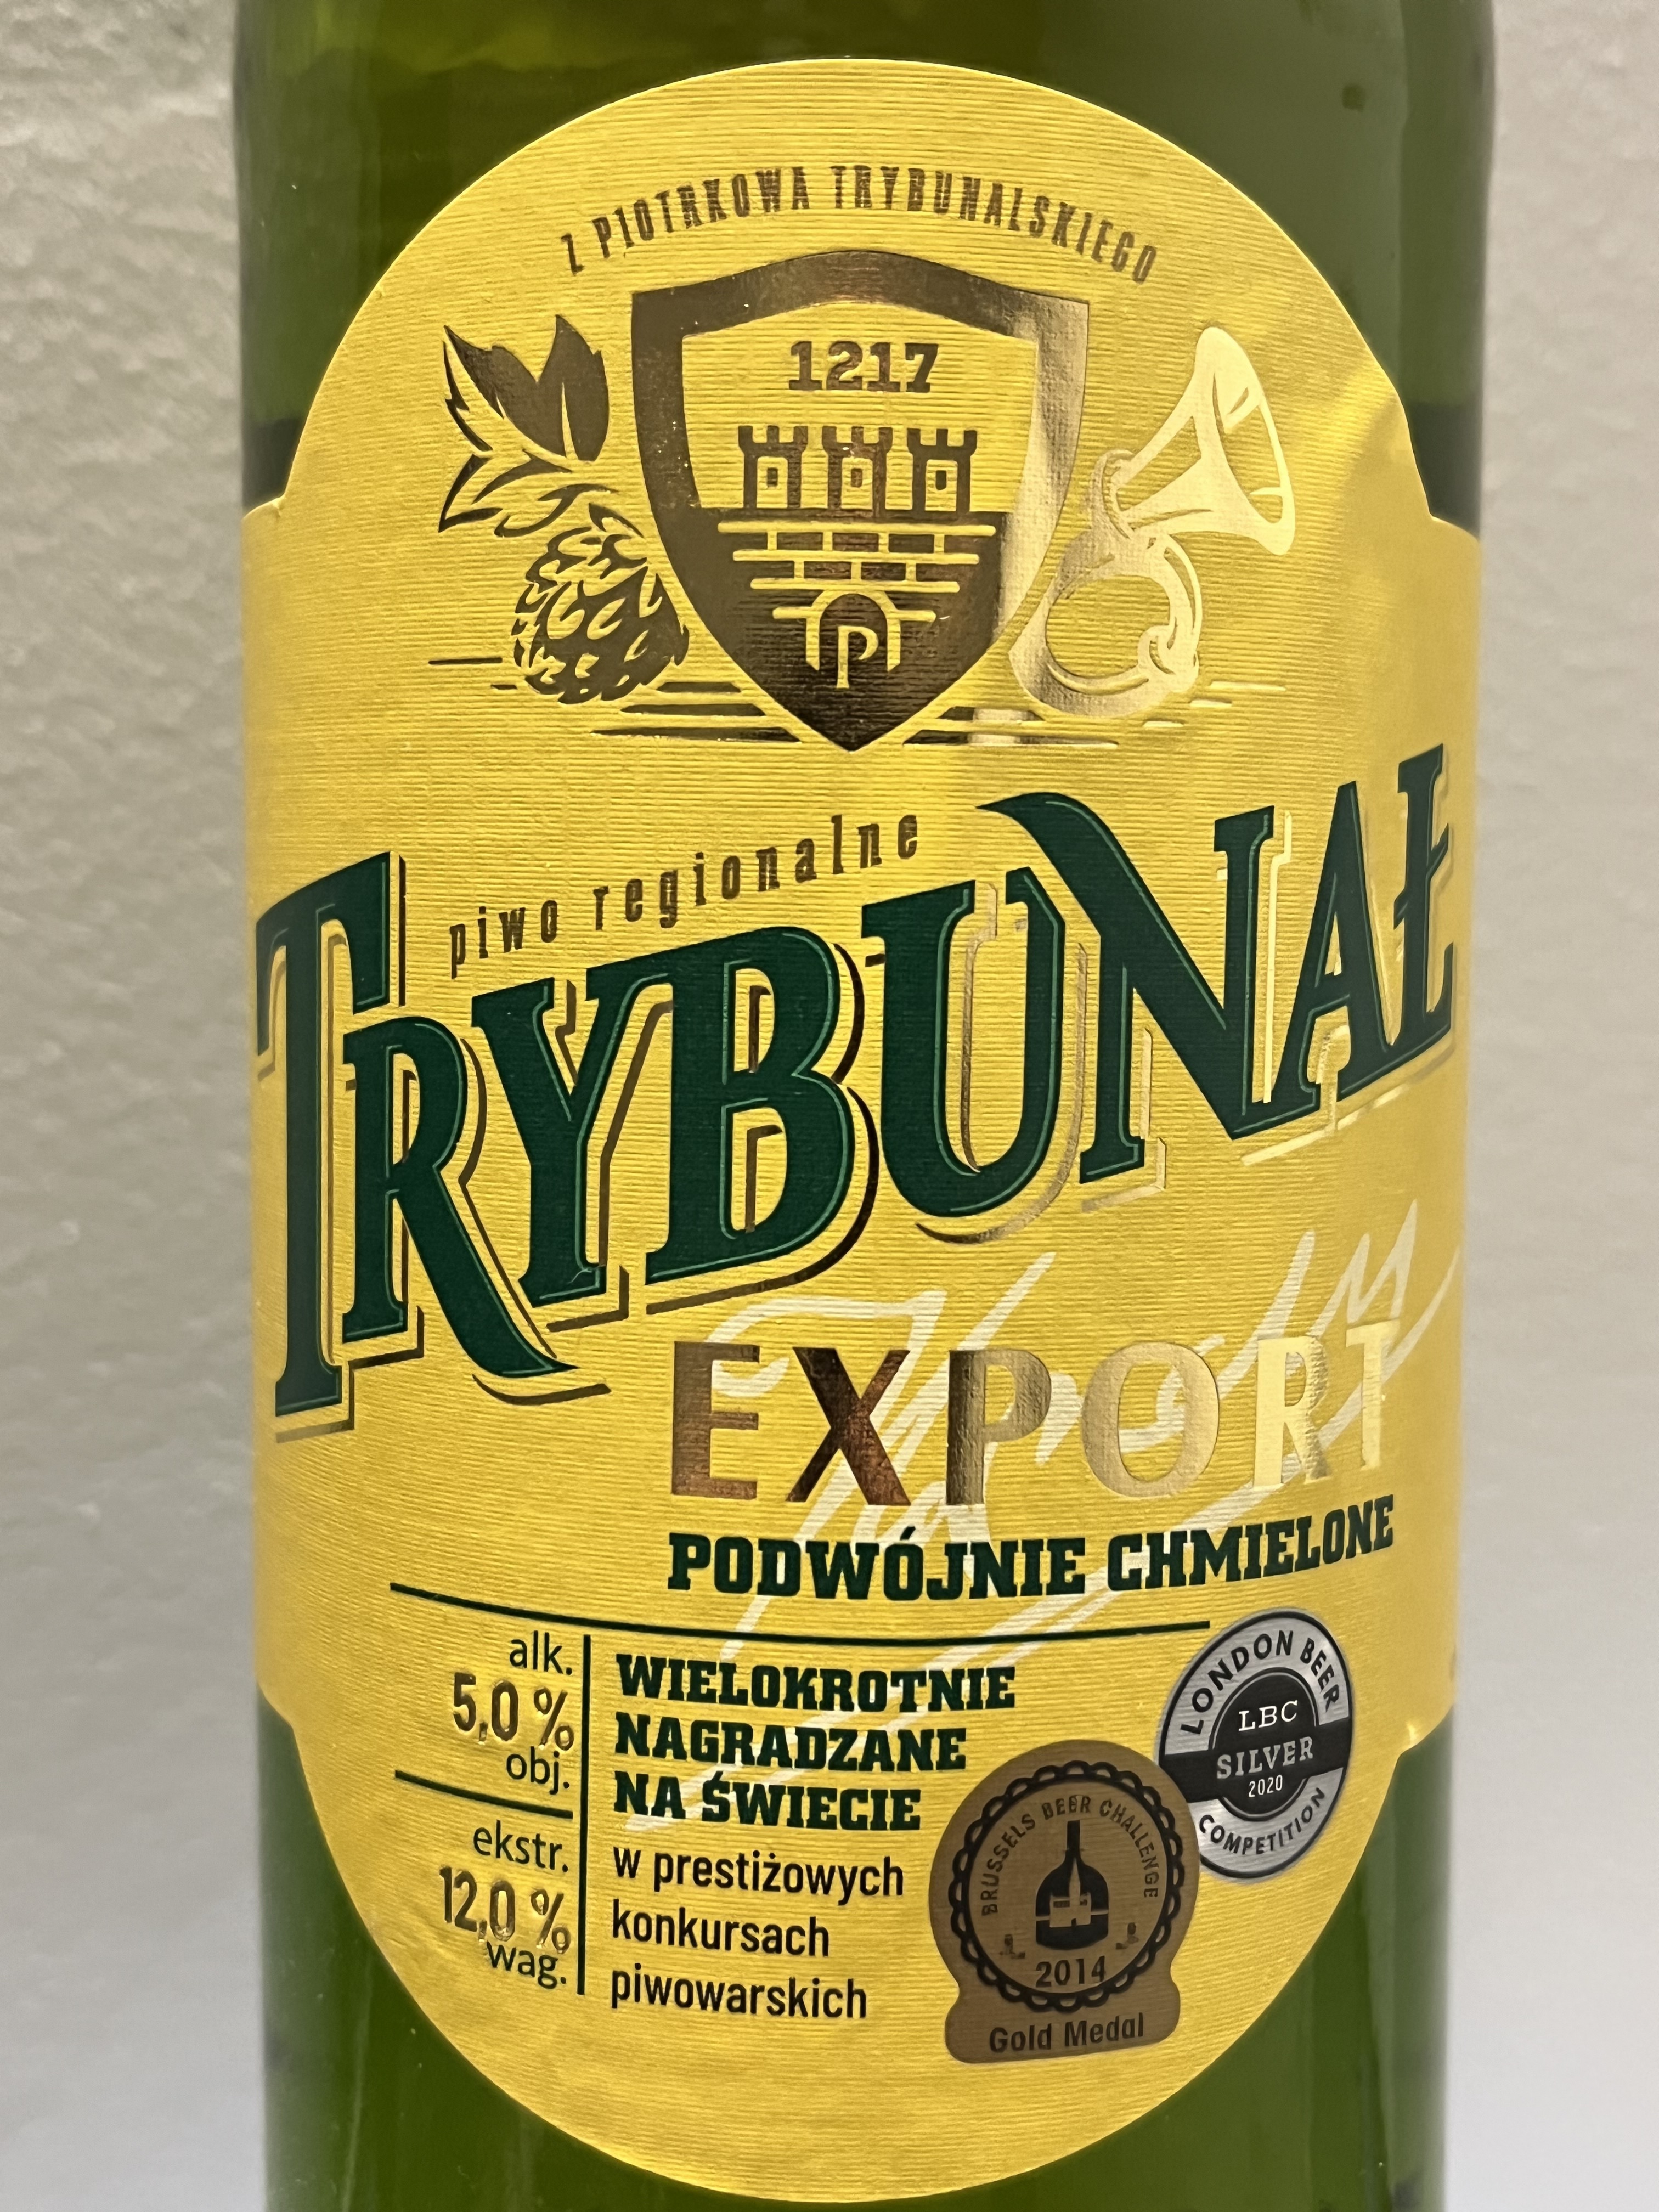 Z PIOTRKOWA TRYBUNALSKIEGO
1217
P
piwo regionalne
TRYBUNAŁ
EXPORT
PODWÓJNIE CHMIELONE
alk.
5,0 %
obj.
ekstr.
12,0 %
wag.
WIELOKROTNIE
NAGRADZANE
NA ŚWIECIE
w prestiżowych
konkursach
piwowarskich
LONDON BEER
LBC
SILVER
2020
COMPETITION
BRUSSELS BEER CHALLENGE
2014
Gold Medal